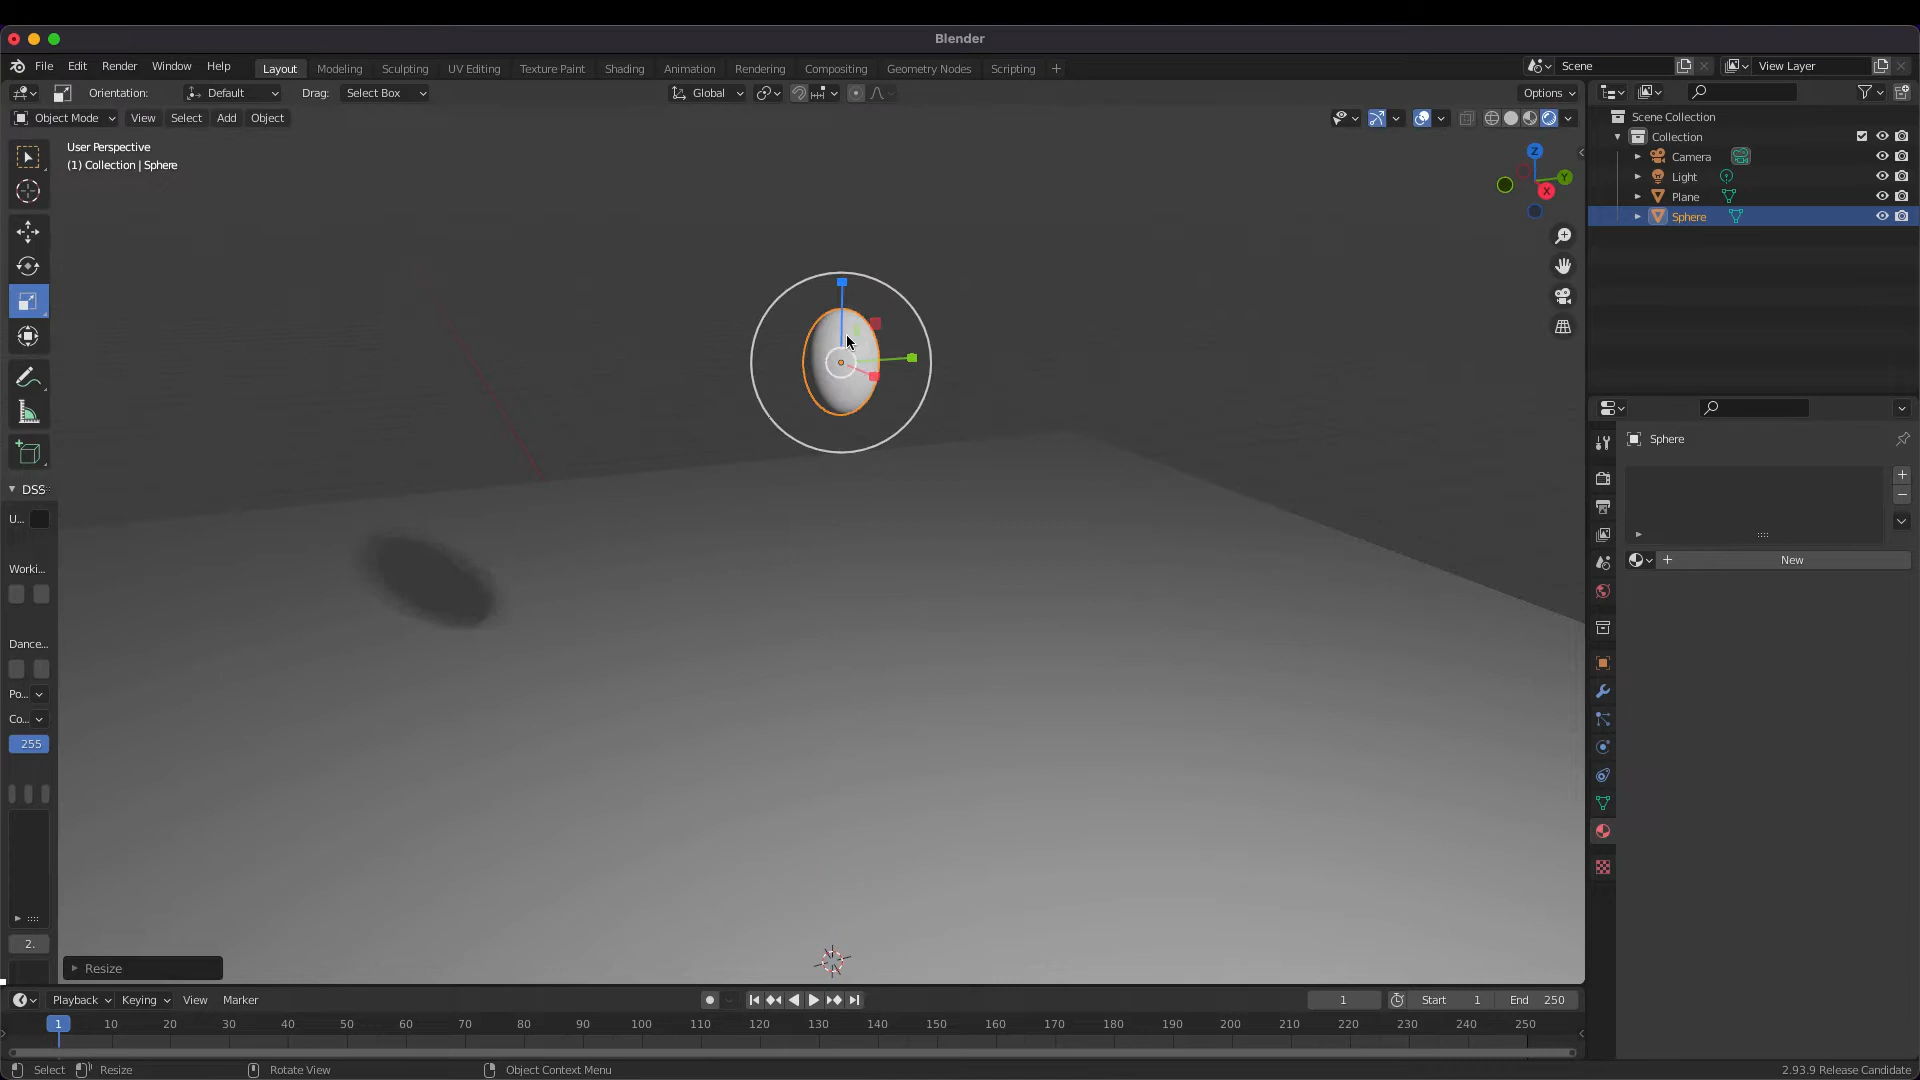 Blender
File Edit Render Window Help Layout Modeling Sculpting UV Editing Texture Paint Shading Animation Rendering Compositing Geometry Nodes Scripting + Scene View Layer
Orientation: Default Drag: Select Box Global Options
Object Mode View Select Add Object
User Perspective
(1) Collection | Sphere
Z
Y
X
Scene Collection
Collection
Camera
Light
Plane
Sphere
Sphere
New
DSS
U...
Worki...
Dance...
Po...
Co...
255
2.
Resize
Playback Keying View Marker 1 Start 1 End 250
1 10 20 30 40 50 60 70 80 90 100 110 120 130 140 150 160 170 180 190 200 210 220 230 240 250
Select Resize Rotate View Object Context Menu 2.93.9 Release Candidate